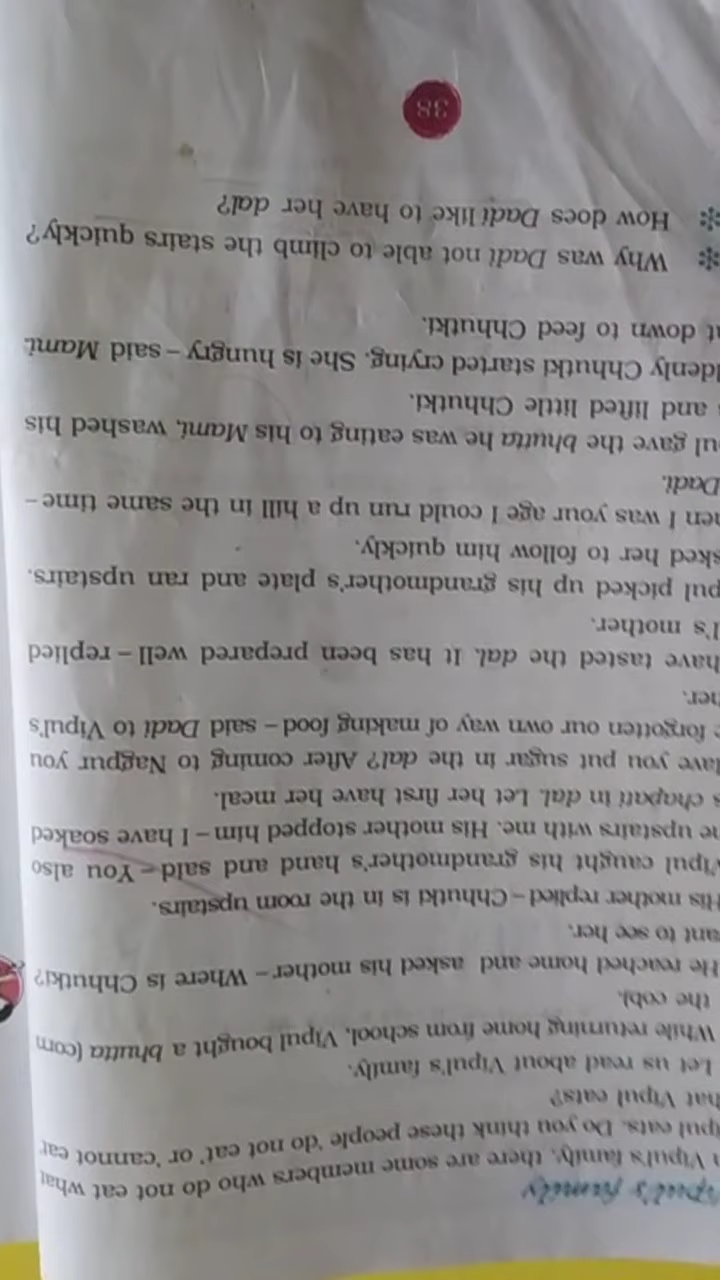 Vipul's family
Vipul's family, there are some members who do not eat what
pul eats. Do you think these people 'do not eat' or 'cannot eat'
hat Vipul eats?
Let us read about Vipul's family.
While returning home from school, Vipul bought a bhutta (corn
the cob).
He reached home and asked his mother – Where is Chhutki?
ant to see her.
His mother replied – Chhutki is in the room upstairs.
Vipul caught his grandmother's hand and said – You also
me upstairs with me. His mother stopped him – I have soaked
s chapati in dal. Let her first have her meal.
Have you put sugar in the dal? After coming to Nagpur you
e forgotten our own way of making food – said Dadi to Vipul's
her.
have tasted the dal. It has been prepared well – replied
l's mother.
pul picked up his grandmother's plate and ran upstairs.
sked her to follow him quickly.
hen I was your age I could run up a hill in the same time –
Dadi.
ul gave the bhutta he was eating to his Mami, washed his
s and lifted little Chhutki.
ddenly Chhutki started crying. She is hungry – said Mami.
at down to feed Chhutki.
Why was Dadi not able to climb the stairs quickly?
How does Dadi like to have her dal?
38